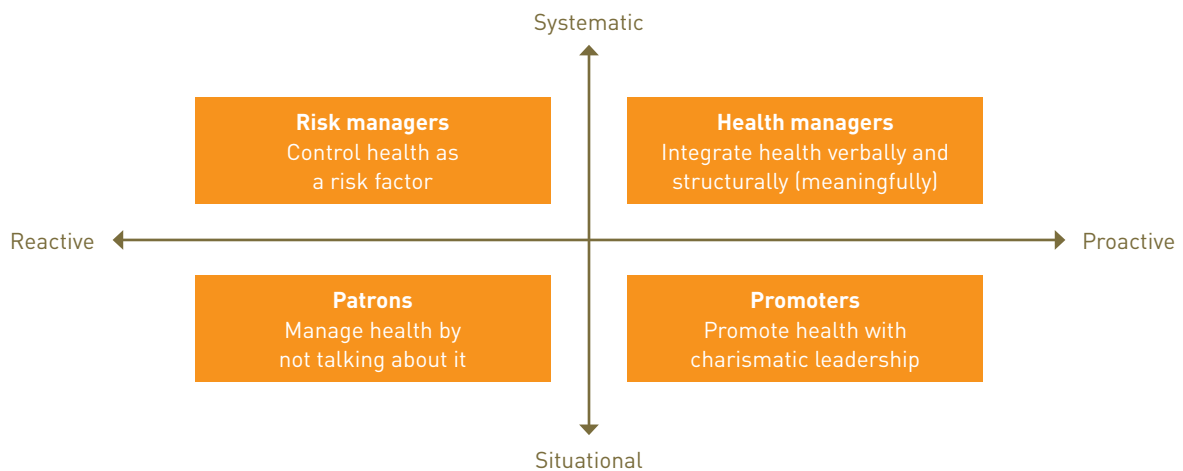 Systematic
Risk managers
Control health as
a risk factor
Health managers
Integrate health verbally and
structurally (meaningfully)
Reactive
Proactive
Patrons
Manage health by
not talking about it
Promoters
Promote health with
charismatic leadership
Situational